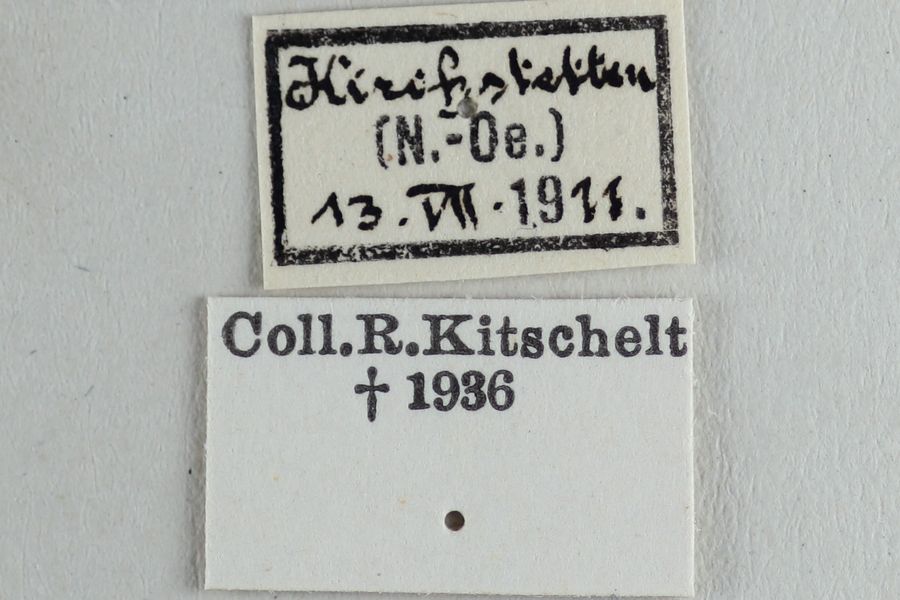 Kirchstetten
(N.-Oe.)
13.VII.1911.
Coll.R.Kitschelt
† 1936